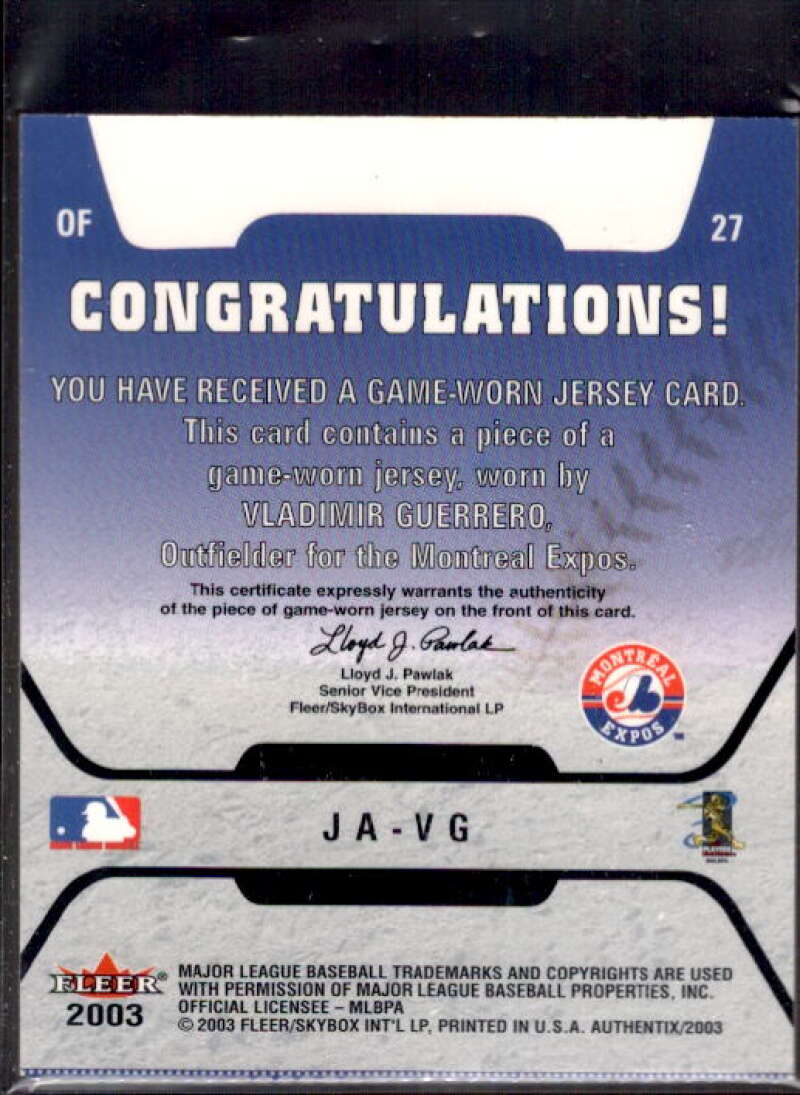 OF
27
CONGRATULATIONS!
YOU HAVE RECEIVED A GAME-WORN JERSEY CARD.
This card contains a piece of a
game-worn jersey, worn by
VLADIMIR GUERRERO,
Outfielder for the Montreal Expos.
This certificate expressly warrants the authenticity
of the piece of game-worn jersey on the front of this card.
Lloyd J. Pawlak
Lloyd J. Pawlak
Senior Vice President
Fleer/SkyBox International LP
MONTREAL
EXPOS
™
JA-VG
PLAYERS
FLEER®
2003
MAJOR LEAGUE BASEBALL TRADEMARKS AND COPYRIGHTS ARE USED
WITH PERMISSION OF MAJOR LEAGUE BASEBALL PROPERTIES, INC.
OFFICIAL LICENSEE – MLBPA
© 2003 FLEER/SKYBOX INT'L LP, PRINTED IN U.S.A. AUTHENTIX/2003